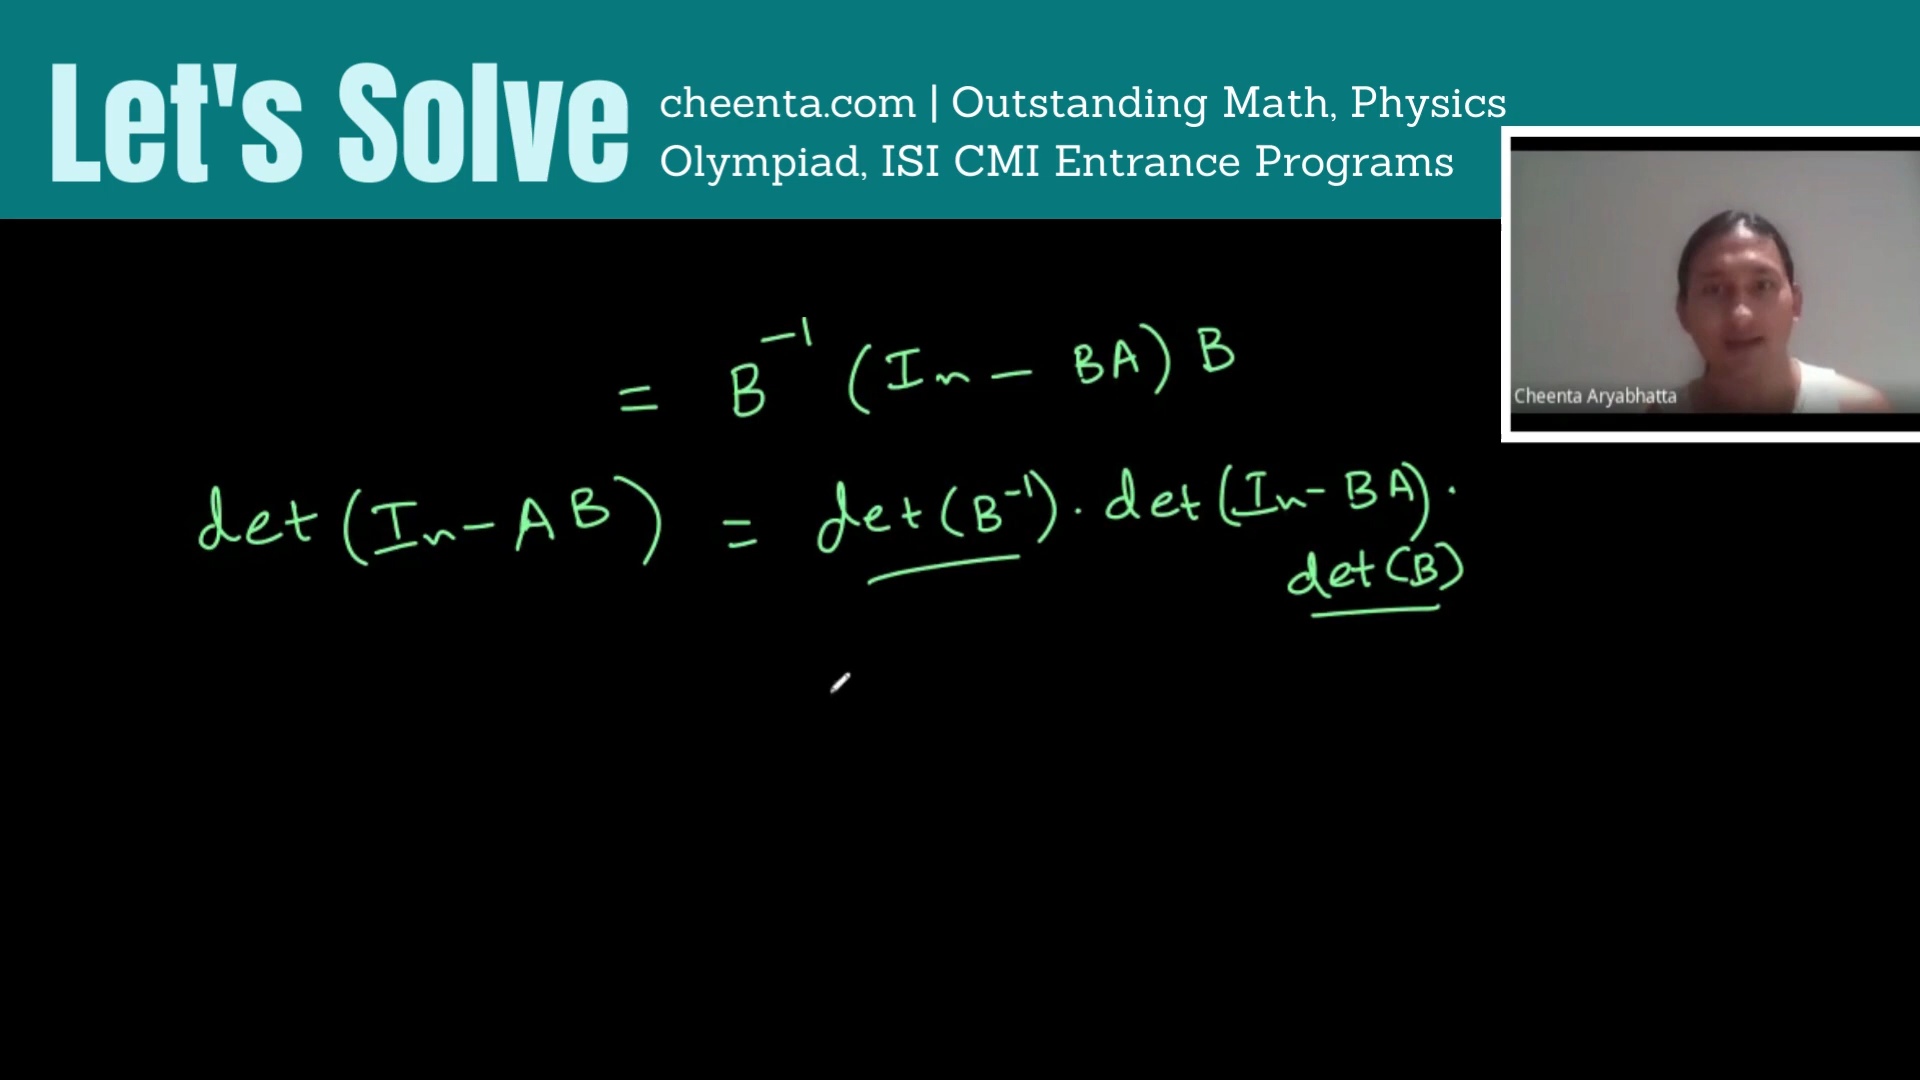 Let's Solve
cheenta.com | Outstanding Math, Physics
Olympiad, ISI CMI Entrance Programs
Cheenta Aryabhatta
= B⁻¹ (In - BA) B
det (In - AB) = det (B⁻¹) · det (In - BA) ·
det (B)